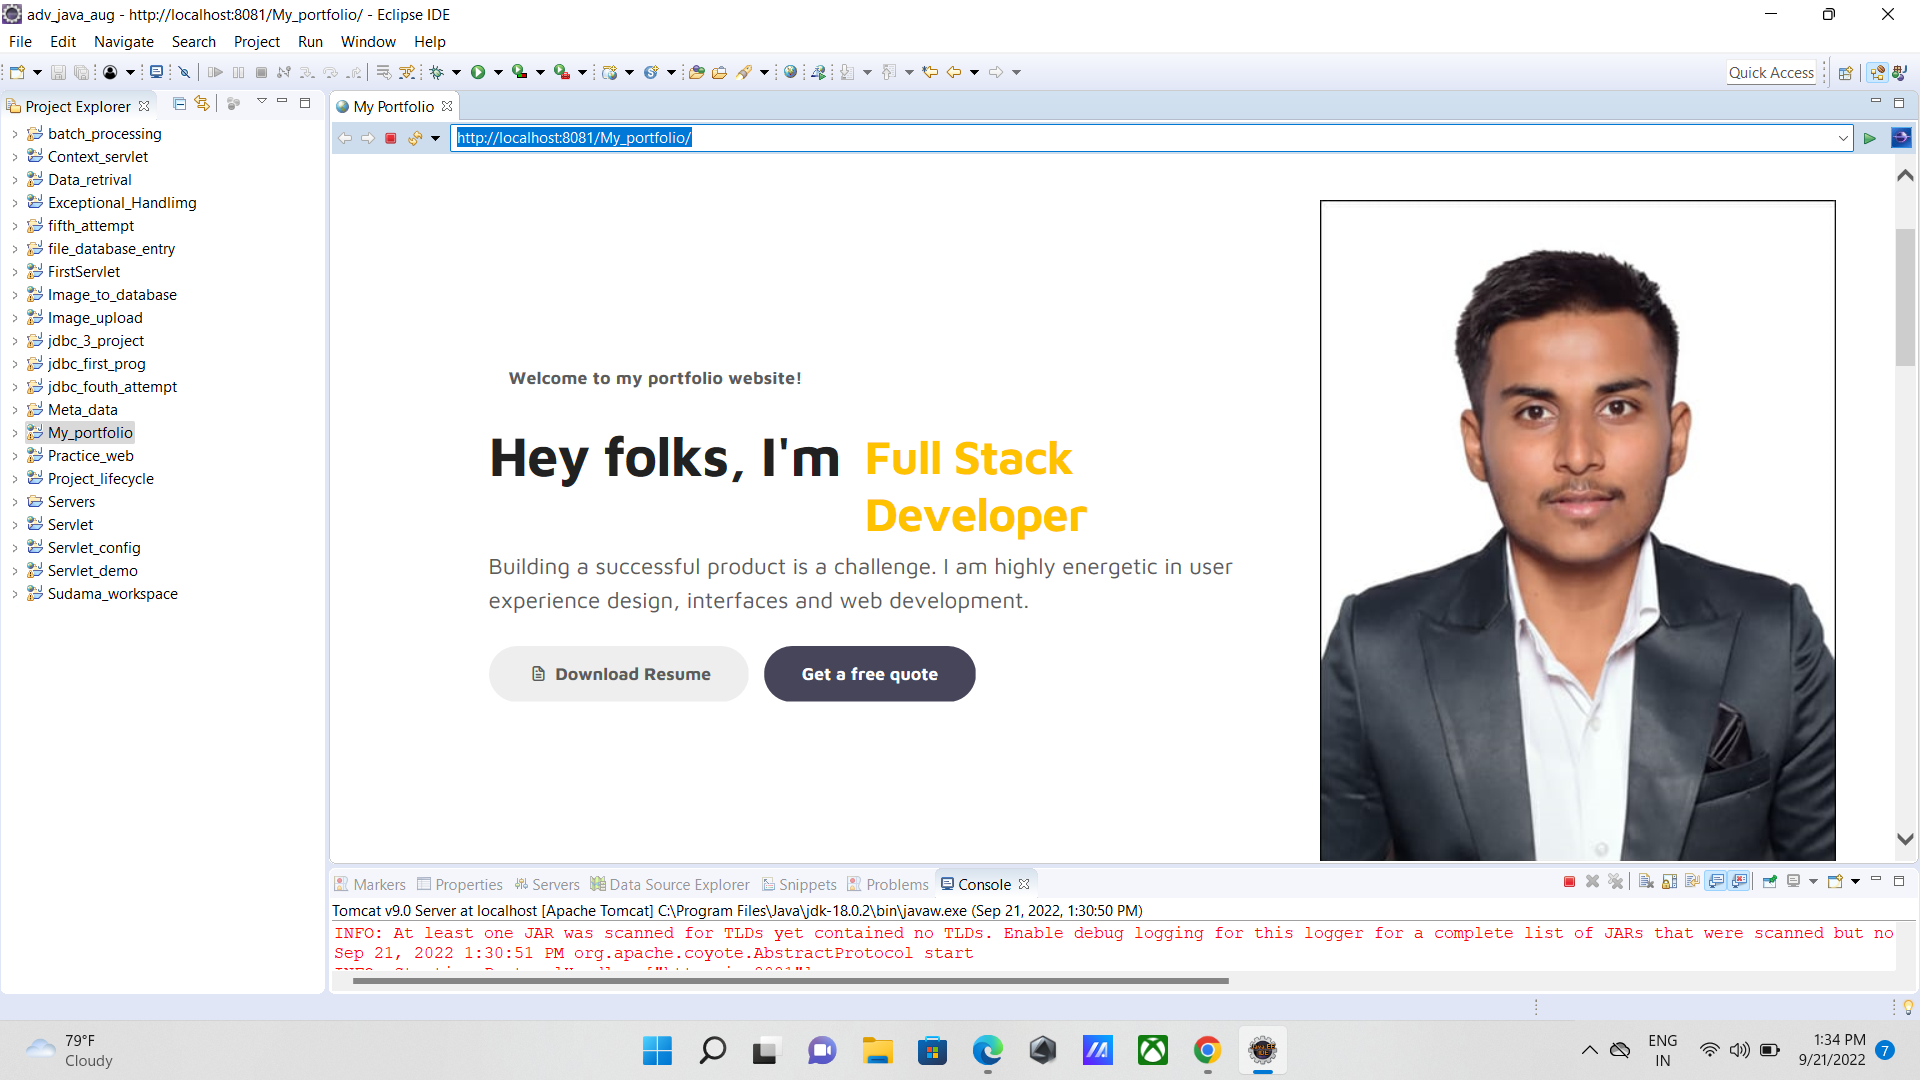 adv_java_aug - http://localhost:8081/My_portfolio/ - Eclipse IDE
File Edit Navigate Search Project Run Window Help
Quick Access
Project Explorer
batch_processing
Context_servlet
Data_retrival
Exceptional_Handlimg
fifth_attempt
file_database_entry
FirstServlet
Image_to_database
Image_upload
jdbc_3_project
jdbc_first_prog
jdbc_fouth_attempt
Meta_data
My_portfolio
Practice_web
Project_lifecycle
Servers
Servlet
Servlet_config
Servlet_demo
Sudama_workspace
My Portfolio
http://localhost:8081/My_portfolio/
Welcome to my portfolio website!
Hey folks, I'm Full Stack
Developer
Building a successful product is a challenge. I am highly energetic in user
experience design, interfaces and web development.
Download Resume Get a free quote
Markers Properties Servers Data Source Explorer Snippets Problems Console
Tomcat v9.0 Server at localhost [Apache Tomcat] C:\Program Files\Java\jdk-18.0.2\bin\javaw.exe (Sep 21, 2022, 1:30:50 PM)
INFO: At least one JAR was scanned for TLDs yet contained no TLDs. Enable debug logging for this logger for a complete list of JARs that were scanned but no
Sep 21, 2022 1:30:51 PM org.apache.coyote.AbstractProtocol start
79°F
Cloudy
ENG
IN
1:34 PM
9/21/2022
7